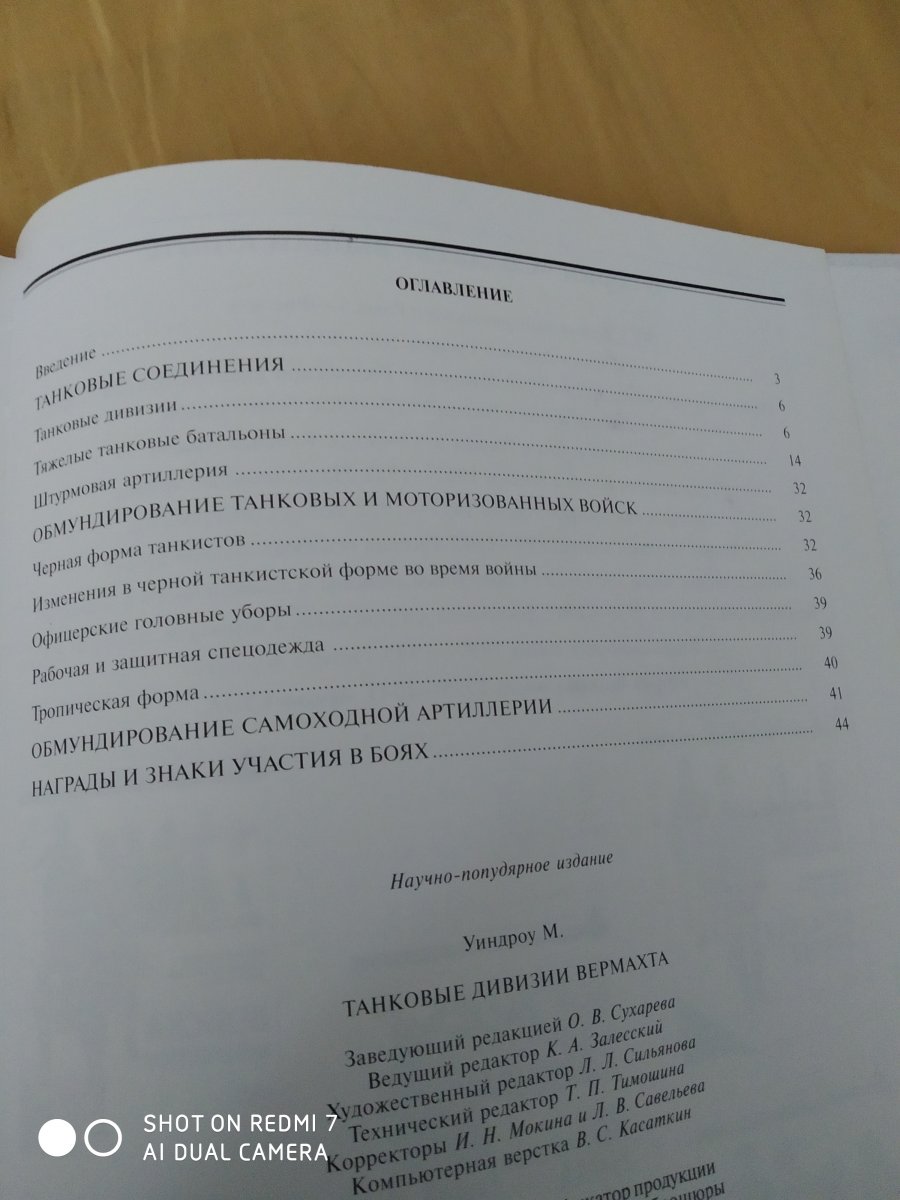 ОГЛАВЛЕНИЕ
Введение ........ 3
ТАНКОВЫЕ СОЕДИНЕНИЯ ........ 6
Танковые дивизии ........ 6
Тяжелые танковые батальоны ........ 14
Штурмовая артиллерия ........ 32
ОБМУНДИРОВАНИЕ ТАНКОВЫХ И МОТОРИЗОВАННЫХ ВОЙСК ........ 32
Черная форма танкистов ........ 32
Изменения в черной танкистской форме во время войны ........ 36
Офицерские головные уборы ........ 39
Рабочая и защитная спецодежда ........ 39
Тропическая форма ........ 40
ОБМУНДИРОВАНИЕ САМОХОДНОЙ АРТИЛЛЕРИИ ........ 41
НАГРАДЫ И ЗНАКИ УЧАСТИЯ В БОЯХ ........ 44
Научно-попудярное издание
Уиндроу М.
ТАНКОВЫЕ ДИВИЗИИ ВЕРМАХТА
Заведующий редакцией О. В. Сухарева
Ведущий редактор К. А. Залесский
Художественный редактор Л. Л. Сильянова
Технический редактор Т. П. Тимошина
Корректоры И. Н. Мокина и Л. В. Савельева
Компьютерная верстка В. С. Касаткин
продукции
SHOT ON REDMI 7
AI DUAL CAMERA